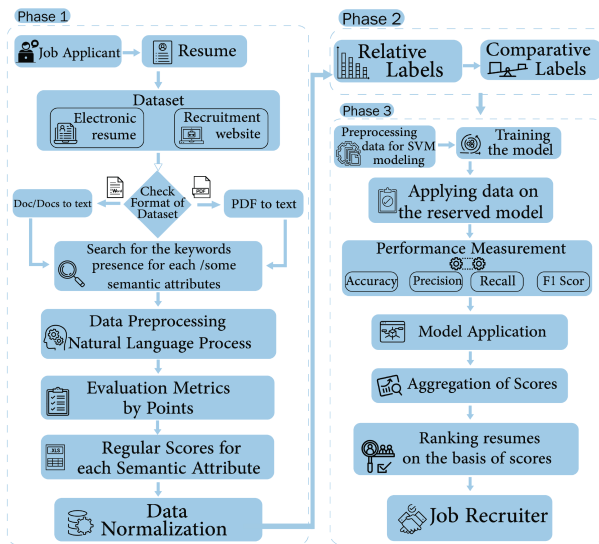 Phase 1
Job Applicant
Resume
Dataset
Electronic
resume
Recruitment
website
Check
Format of
Dataset
PDF
Doc/Docs to text
PDF to text
Search for the keywords
presence for each /some
semantic attributes
Data Preprocessing
Natural Language Process
Evaluation Metrics
by Points
XLS
Regular Scores for
each Semantic Attribute
Data
Normalization
Phase 2
Relative
Labels
Comparative
Labels
Phase 3
Preprocessing
data for SVM
modeling
Training
the model
Applying data on
the reserved model
Performance Measurement
Accuracy
Precision
Recall
F1 Scor
Model Application
Aggregation of Scores
Ranking resumes
on the basis of scores
Job Recruiter